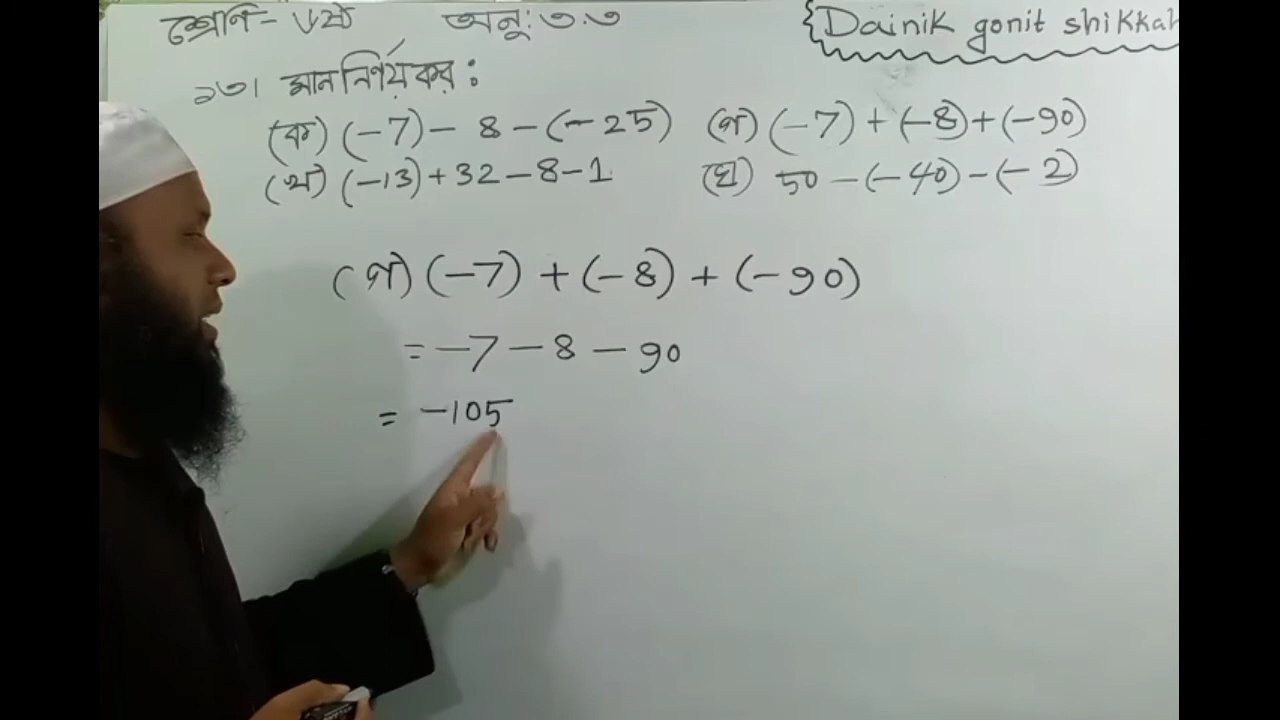 শ্রেণি- ৬ষ্ঠ অনু: ৩.৩ Dainik gonit shikkah
১৩। মান নির্ণয় কর :
(ক) (-7) - 8 - (-25) (গ) (-7) + (-8) + (-90)
(খ) (-13) + 32 - 8 - 1 (ঘ) 50 - (-40) - (-2)
(গ) (-7) + (-8) + (-90)
= -7 - 8 - 90
= -105